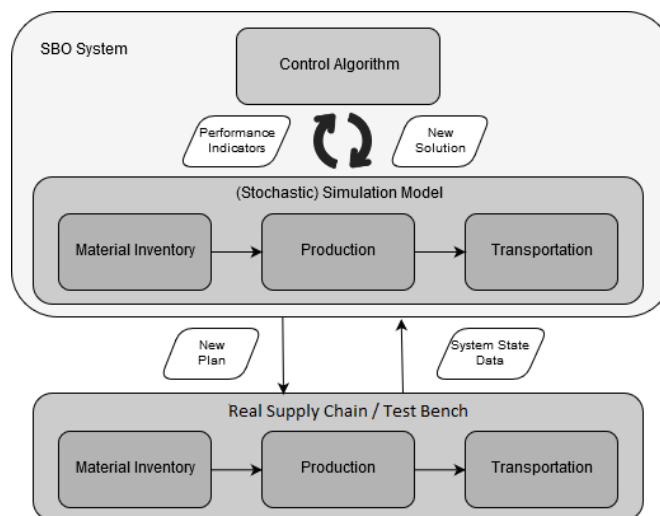 SBO System
Control Algorithm
Performance
Indicators
New
Solution
(Stochastic) Simulation Model
Material Inventory
Production
Transportation
New
Plan
System State
Data
Real Supply Chain / Test Bench
Material Inventory
Production
Transportation